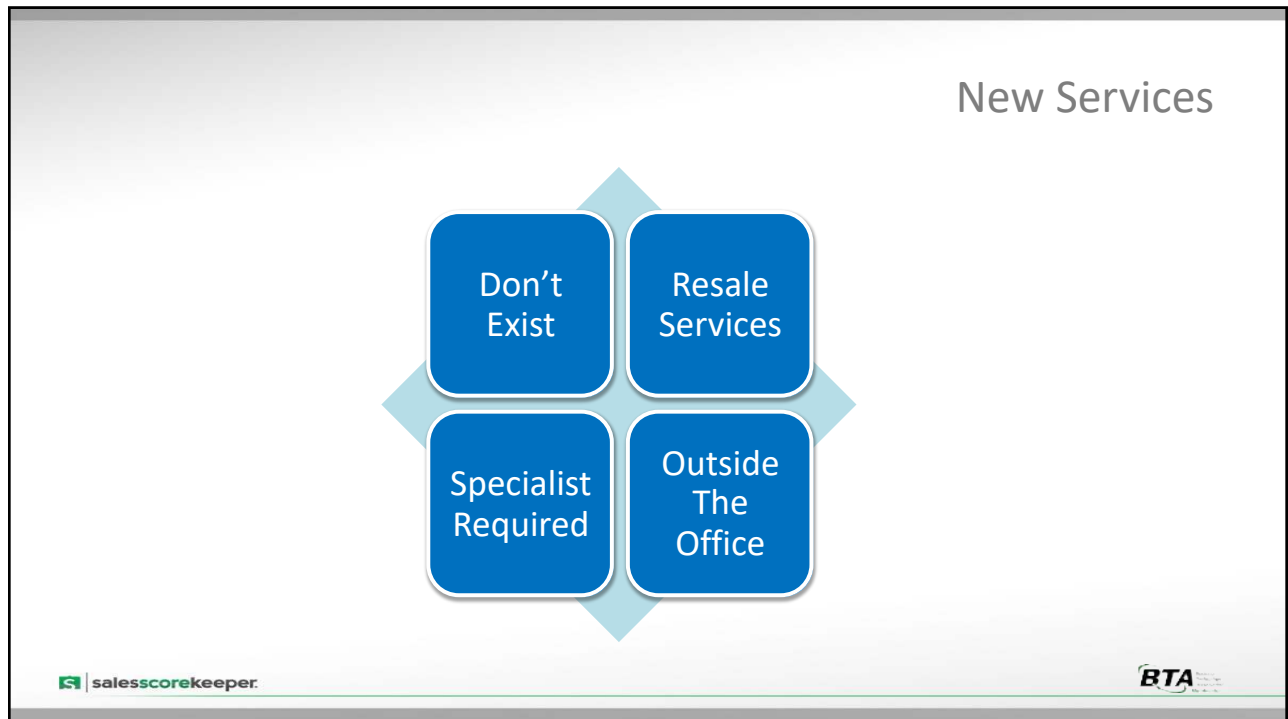 New Services
Don’t
Exist
Resale
Services
Specialist
Required
Outside
The
Office
salesscorekeeper.
BTA